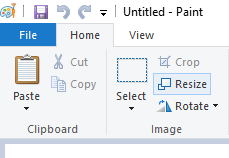 Untitled - Paint
File Home View
Cut Crop
Copy Resize
Paste Select Rotate
Clipboard Image